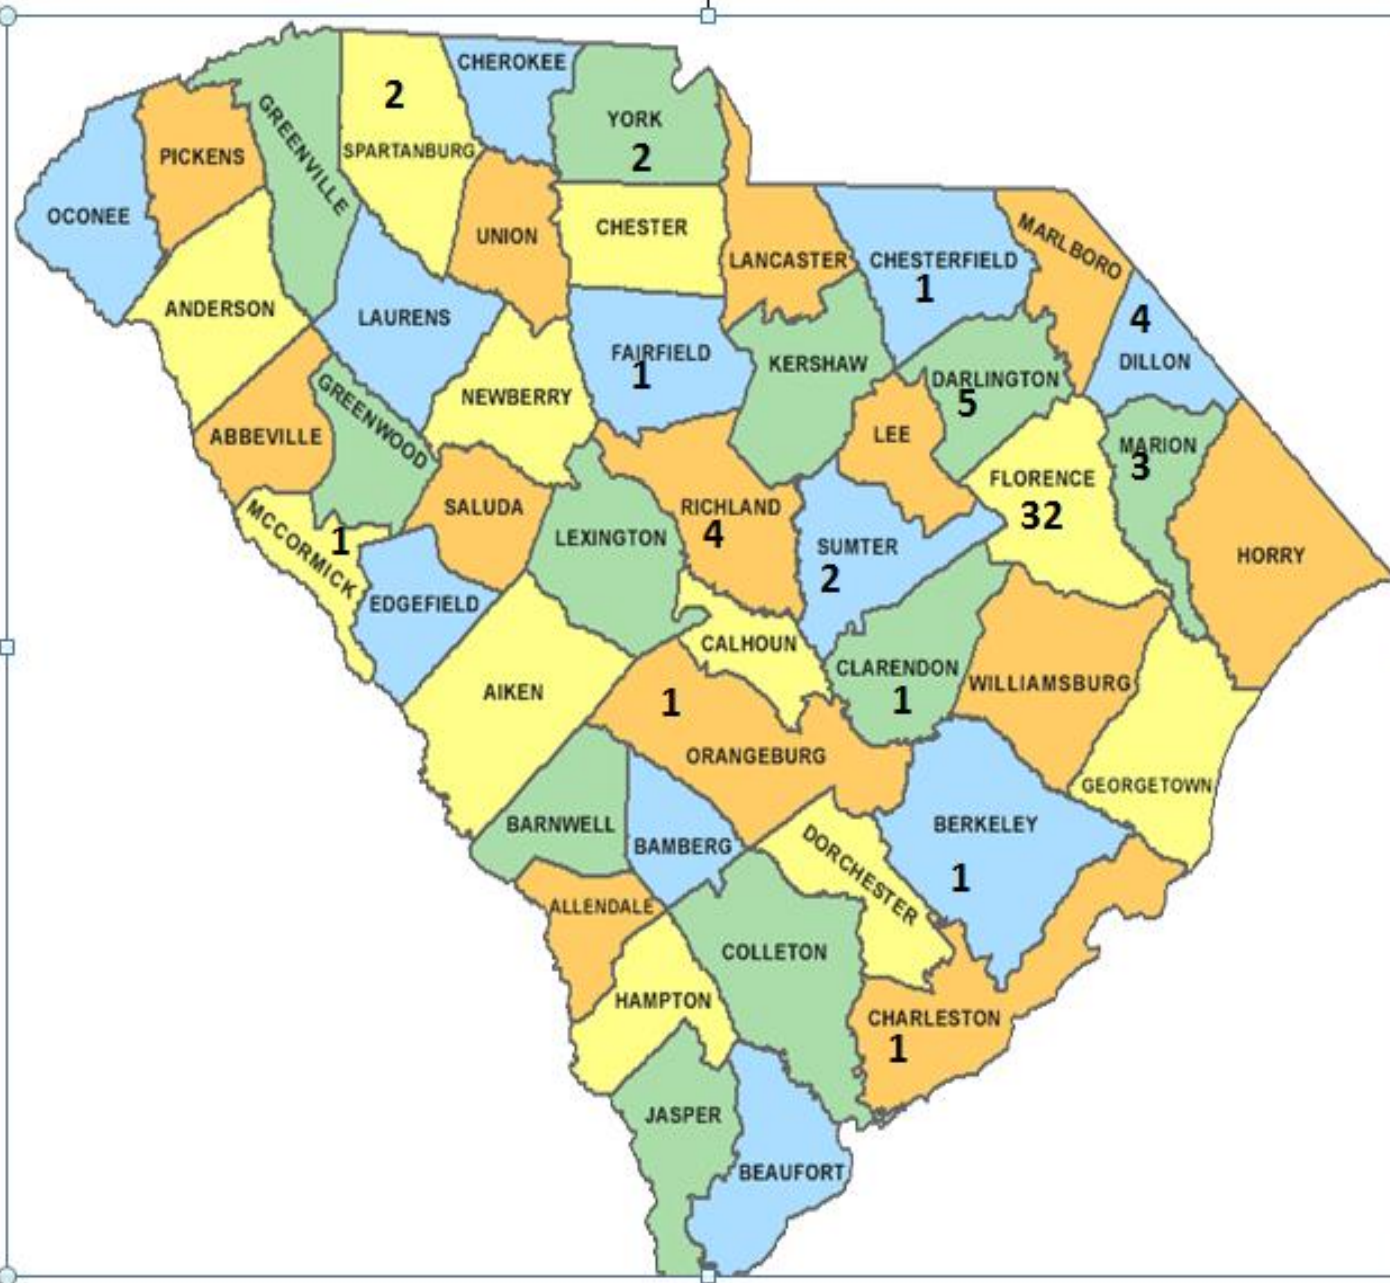 CHEROKEE
2
SPARTANBURG
YORK
2
GREENVILLE
PICKENS
OCONEE
UNION
CHESTER
LANCASTER
CHESTERFIELD
1
MARLBORO
4
DILLON
ANDERSON
LAURENS
FAIRFIELD
1
KERSHAW
DARLINGTON
5
NEWBERRY
GREENWOOD
ABBEVILLE
LEE
MARION
3
FLORENCE
32
SALUDA
RICHLAND
4
LEXINGTON
SUMTER
2
HORRY
MCCORMICK
1
EDGEFIELD
CALHOUN
CLARENDON
1
WILLIAMSBURG
AIKEN
1
ORANGEBURG
GEORGETOWN
BARNWELL
BAMBERG
DORCHESTER
BERKELEY
1
ALLENDALE
COLLETON
HAMPTON
CHARLESTON
1
JASPER
BEAUFORT